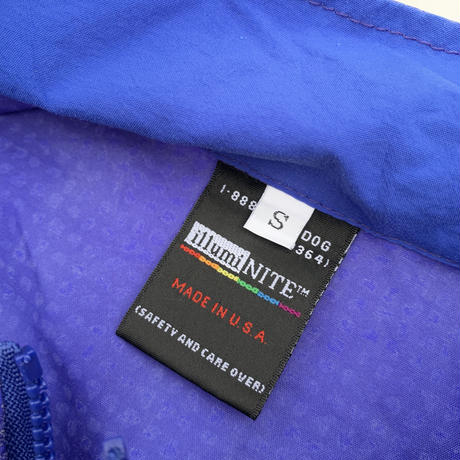 1-888 DOG
364)
S
illumiNITE™
MADE IN U.S.A.
(SAFETY AND CARE OVER)